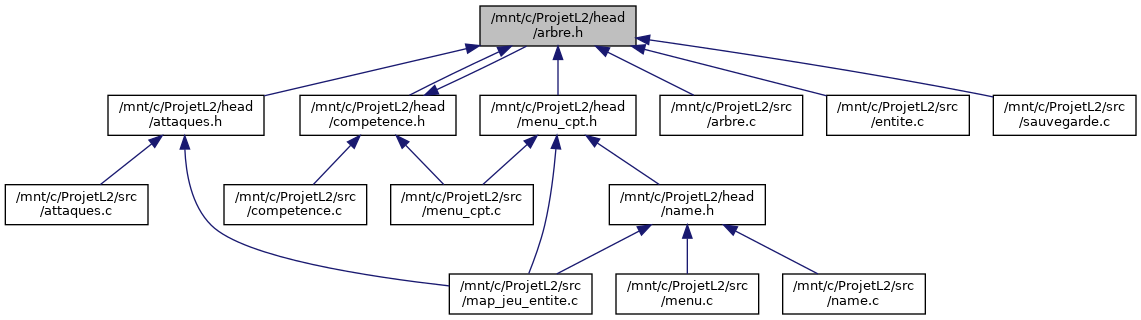 /mnt/c/ProjetL2/head
/arbre.h
/mnt/c/ProjetL2/head
/attaques.h
/mnt/c/ProjetL2/head
/competence.h
/mnt/c/ProjetL2/head
/menu_cpt.h
/mnt/c/ProjetL2/src
/arbre.c
/mnt/c/ProjetL2/src
/entite.c
/mnt/c/ProjetL2/src
/sauvegarde.c
/mnt/c/ProjetL2/src
/attaques.c
/mnt/c/ProjetL2/src
/competence.c
/mnt/c/ProjetL2/src
/menu_cpt.c
/mnt/c/ProjetL2/head
/name.h
/mnt/c/ProjetL2/src
/map_jeu_entite.c
/mnt/c/ProjetL2/src
/menu.c
/mnt/c/ProjetL2/src
/name.c